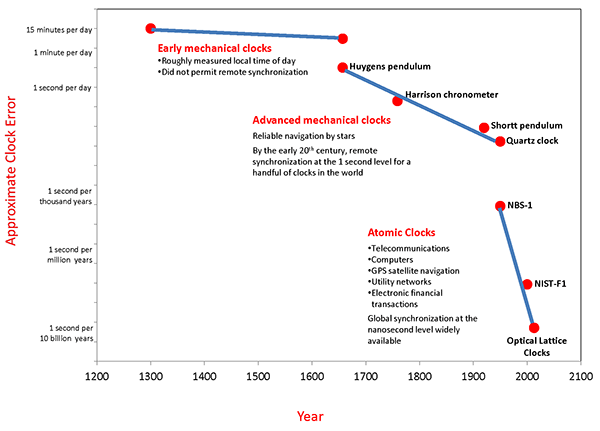 Approximate Clock Error
15 minutes per day
1 minute per day
1 second per day
1 second per
thousand years
1 second per
million years
1 second per
10 billion years
Early mechanical clocks
•Roughly measured local time of day
•Did not permit remote synchronization
Huygens pendulum
Harrison chronometer
Advanced mechanical clocks
Reliable navigation by stars
By the early 20th century, remote
synchronization at the 1 second level for a
handful of clocks in the world
Shortt pendulum
Quartz clock
NBS-1
Atomic Clocks
•Telecommunications
•Computers
•GPS satellite navigation
•Utility networks
•Electronic financial
transactions
Global synchronization at the
nanosecond level widely
available
NIST-F1
Optical Lattice
Clocks
1200 1300 1400 1500 1600 1700 1800 1900 2000 2100
Year